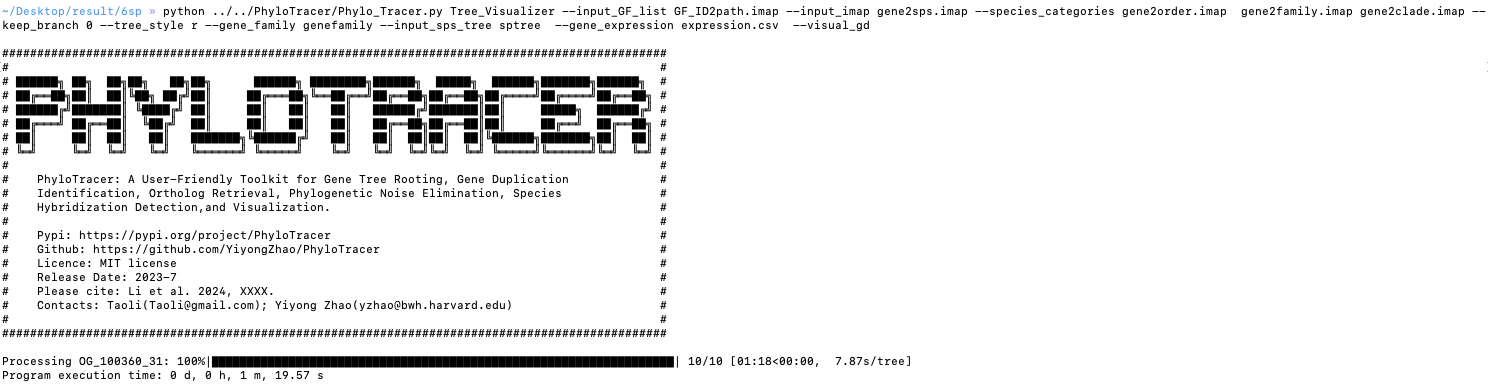 ~/Desktop/result/6sp » python ../../PhyloTracer/Phylo_Tracer.py Tree_Visualizer --input_GF_list GF_ID2path.imap --input_imap gene2sps.imap --species_categories gene2order.imap  gene2family.imap gene2clade.imap --
keep_branch 0 --tree_style r --gene_family genefamily --input_sps_tree sptree  --gene_expression expression.csv  --visual_gd
###############################################################################################
#                                                                                             #
# PHYLOTRACER #
#                                                                                             #
#    PhyloTracer: A User-Friendly Toolkit for Gene Tree Rooting, Gene Duplication             #
#    Identification, Ortholog Retrieval, Phylogenetic Noise Elimination, Species              #
#    Hybridization Detection,and Visualization.                                               #
#                                                                                             #
#    Pypi: https://pypi.org/project/PhyloTracer                                               #
#    Github: https://github.com/YiyongZhao/PhyloTracer                                        #
#    Licence: MIT license                                                                     #
#    Release Date: 2023-7                                                                     #
#    Please cite: Li et al. 2024, XXXX.                                                       #
#    Contacts: Taoli(Taoli@gmail.com); Yiyong Zhao(yzhao@bwh.harvard.edu)                     #
#                                                                                             #
###############################################################################################
Processing OG_100360_31: 100%|██████████| 10/10 [01:18<00:00,  7.87s/tree]
Program execution time: 0 d, 0 h, 1 m, 19.57 s